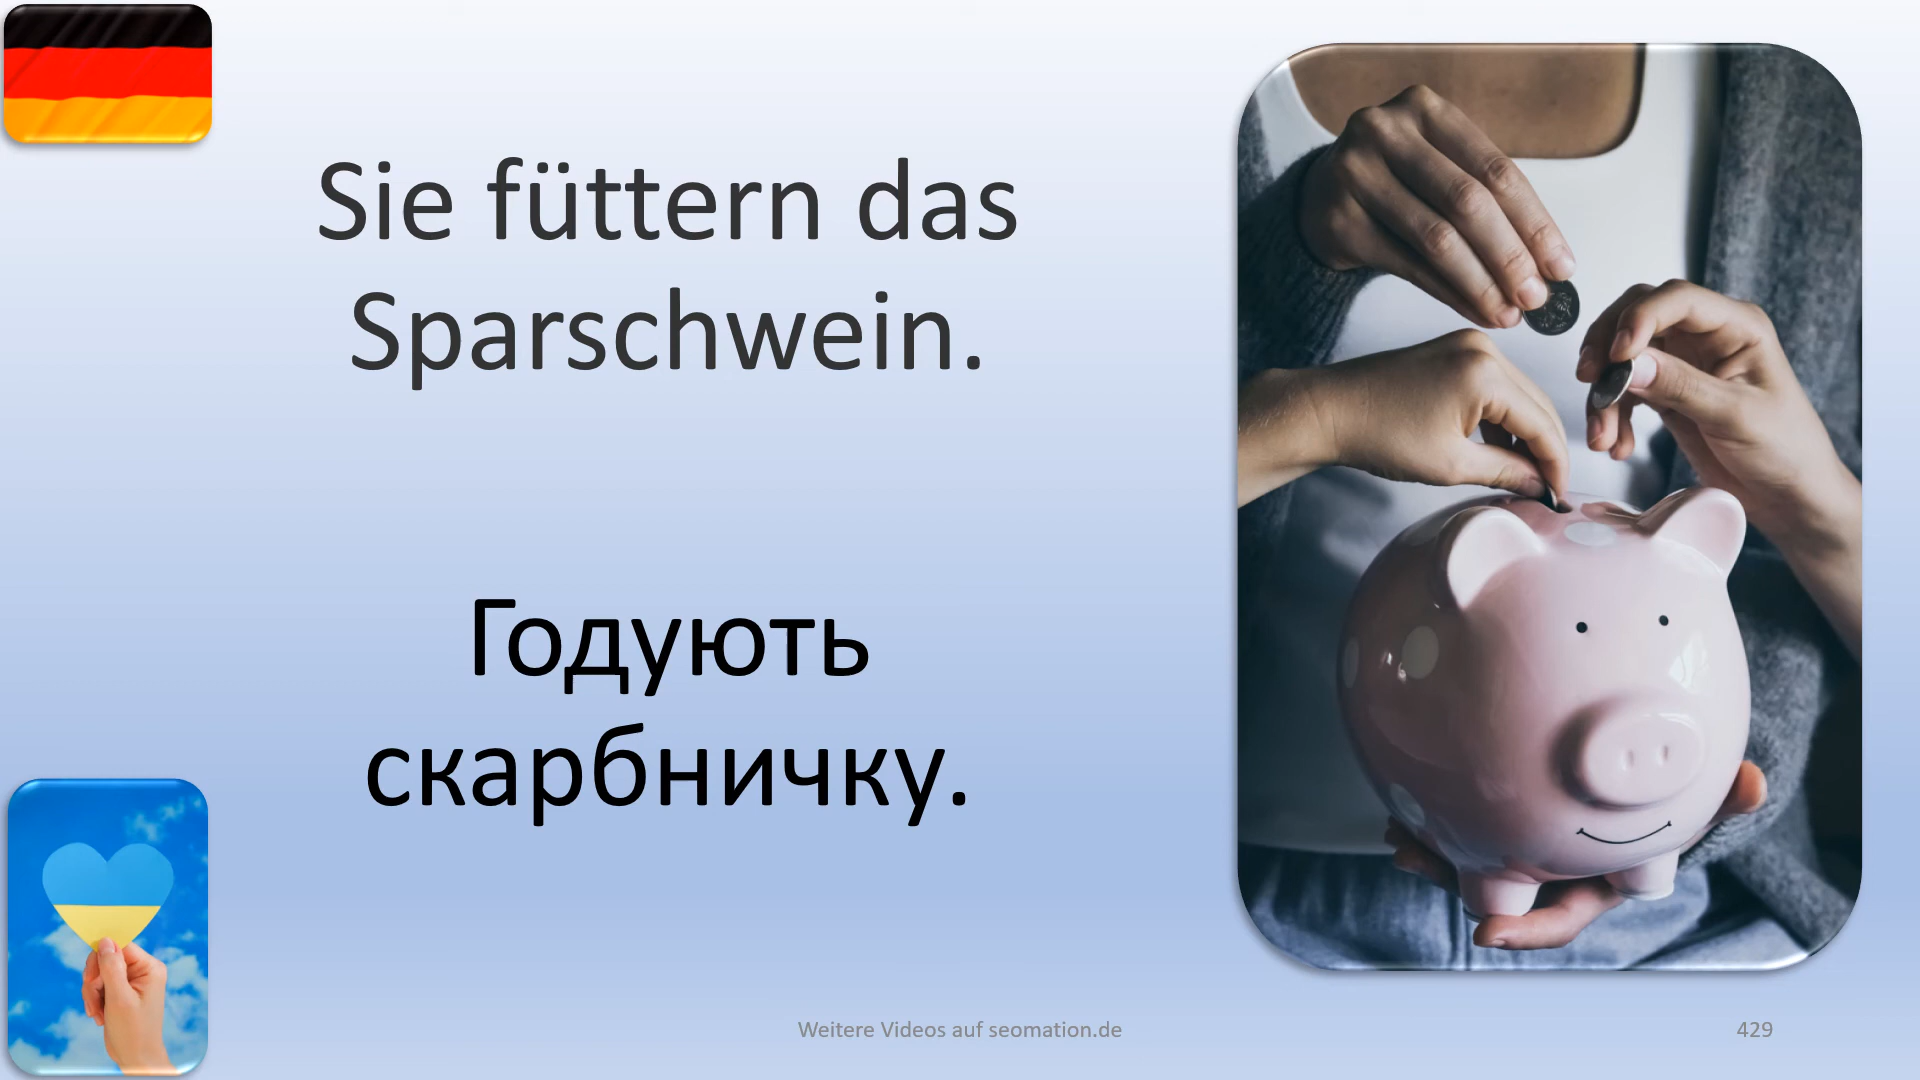 Sie füttern das
Sparschwein.
Годують
скарбничку.
Weitere Videos auf seomation.de
429